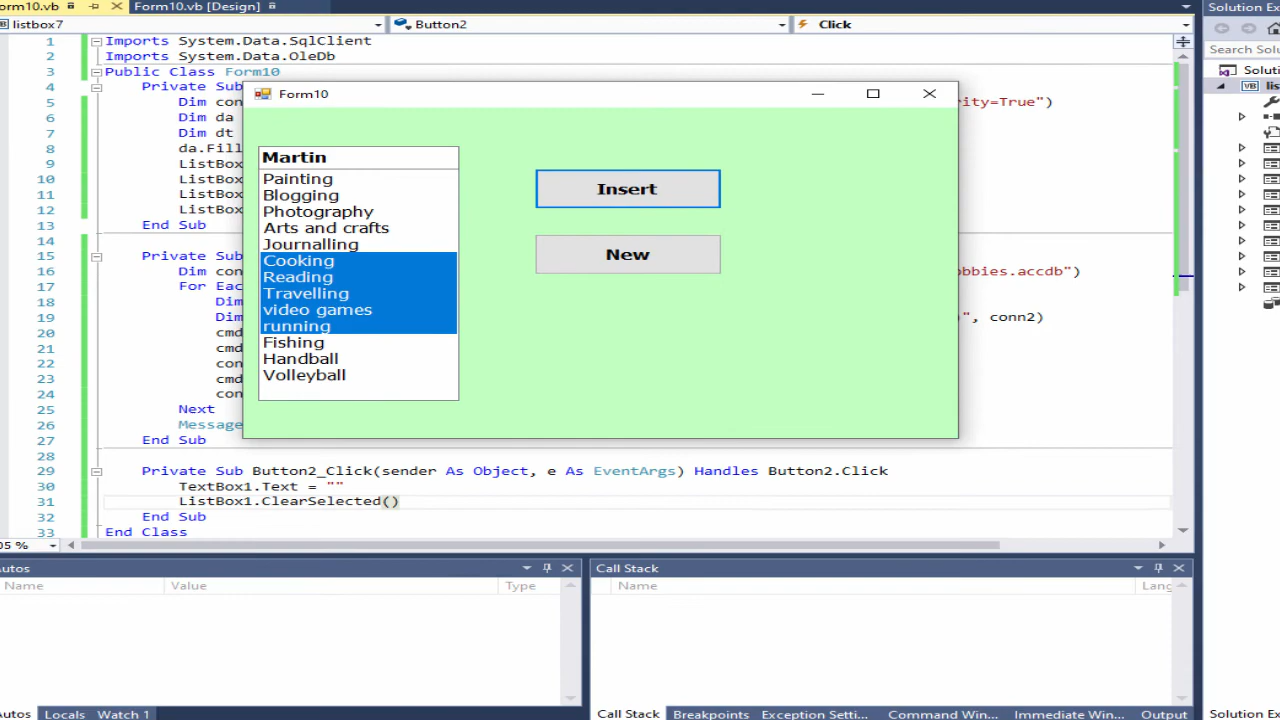 orm10.vb
Form10.vb [Design]
Solution Ex
listbox7
Button2
Click
Search Solu
Soluti
VB lis
1 Imports System.Data.SqlClient
2 Imports System.Data.OleDb
3 Public Class Form10
4 Private Sub
5 Dim con rity=True")
6 Dim da
7 Dim dt
8 da.Fill
9 ListBox
10 ListBox
11 ListBox
12 ListBox
13 End Sub
14
15 Private Sub
16 Dim con obbies.accdb")
17 For Each
18 Dim
19 Dim ", conn2)
20 cmd
21 cmd
22 con
23 cmd
24 con
25 Next
26 Message
27 End Sub
28
29 Private Sub Button2_Click(sender As Object, e As EventArgs) Handles Button2.Click
30 TextBox1.Text = ""
31 ListBox1.ClearSelected()
32 End Sub
33 End Class
Form10
Martin
Painting
Blogging
Photography
Arts and crafts
Journalling
Cooking
Reading
Travelling
video games
running
Fishing
Handball
Volleyball
Insert
New
05 %
utos
Name Value Type
Call Stack
Name Lang
Autos Locals Watch 1
Call Stack Breakpoints Exception Setti... Command Win... Immediate Win... Output
Solution Ex